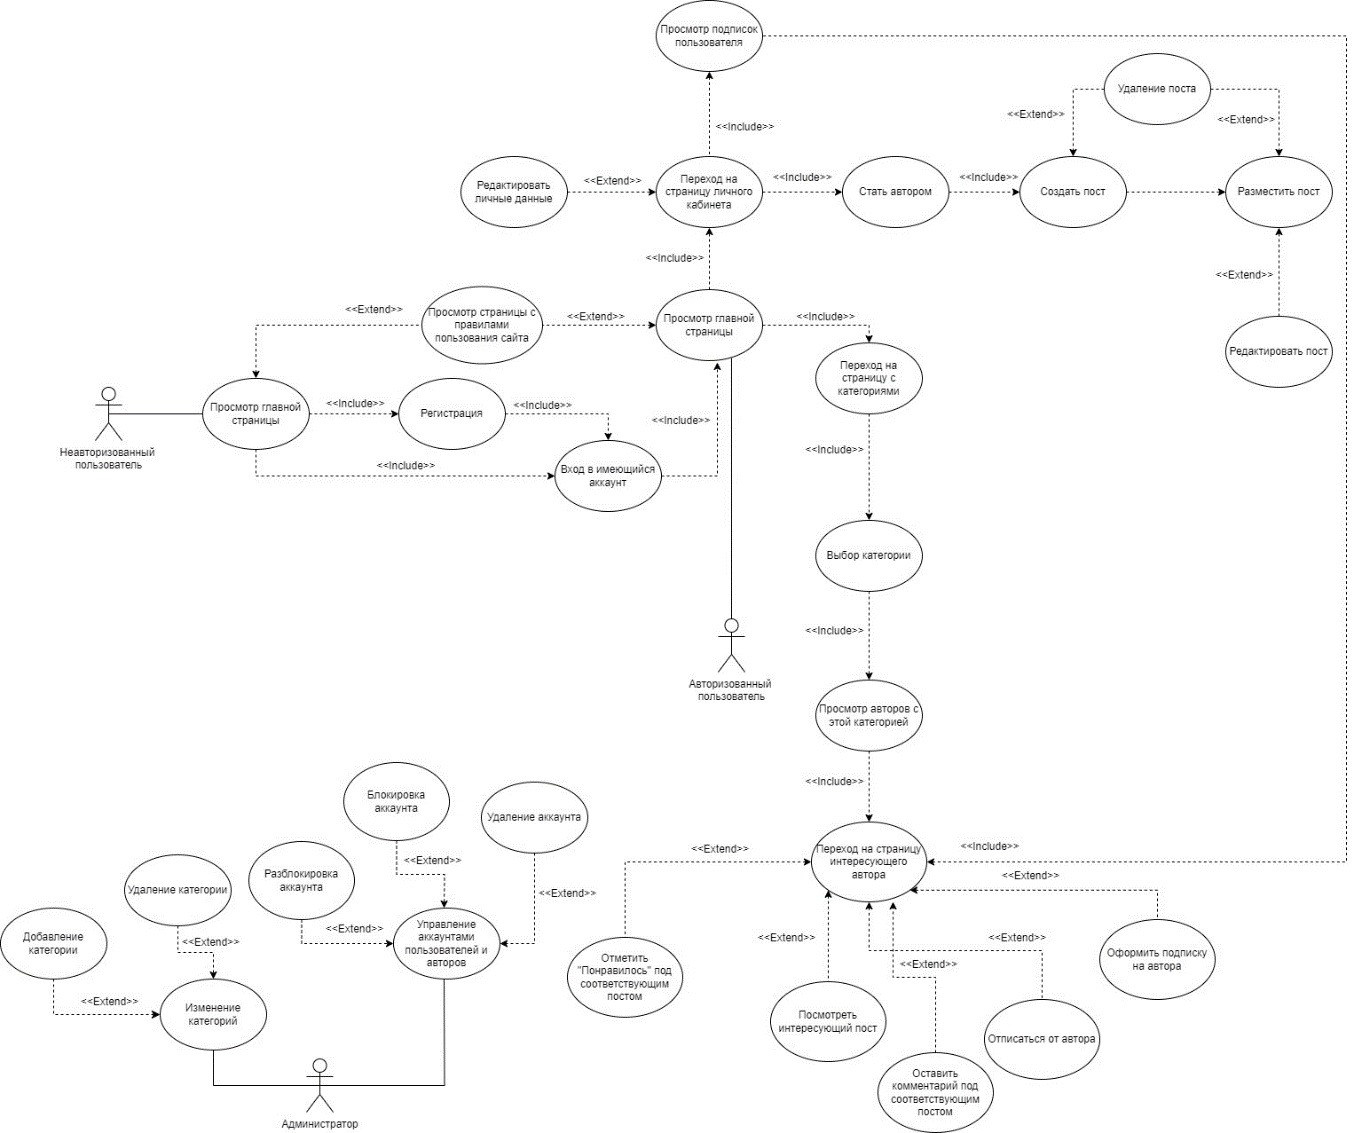 Просмотр подписок
пользователя
Удаление поста
<<Extend>>
<<Extend>>
<<Include>>
Редактировать
личные данные
<<Extend>>
Переход на
страницу личного
кабинета
<<Include>>
Стать автором
<<Include>>
Создать пост
Разместить пост
<<Include>>
<<Extend>>
Просмотр страницы с
правилами
пользования сайта
<<Extend>>
<<Extend>>
Просмотр главной
страницы
<<Include>>
Редактировать пост
Переход на
страницу с
категориями
Неавторизованный
пользователь
Просмотр главной
страницы
<<Include>>
Регистрация
<<Include>>
<<Include>>
<<Include>>
Вход в имеющийся
аккаунт
<<Include>>
Выбор категории
<<Include>>
Авторизованный
пользователь
Просмотр авторов с
этой категорией
<<Include>>
Блокировка
аккаунта
Удаление аккаунта
<<Extend>>
Переход на страницу
интересующего
автора
<<Include>>
<<Extend>>
Разблокировка
аккаунта
<<Extend>>
Удаление категории
<<Extend>>
<<Extend>>
Управление
аккаунтами
пользователей и
авторов
Добавление
категории
<<Extend>>
<<Extend>>
<<Extend>>
<<Extend>>
<<Extend>>
Отметить
"Понравилось" под
соответствующим
постом
Оформить подписку
на автора
<<Extend>>
Изменение
категорий
Посмотреть
интересующий пост
Отписаться от автора
Оставить
комментарий под
соответствующим
постом
Администратор